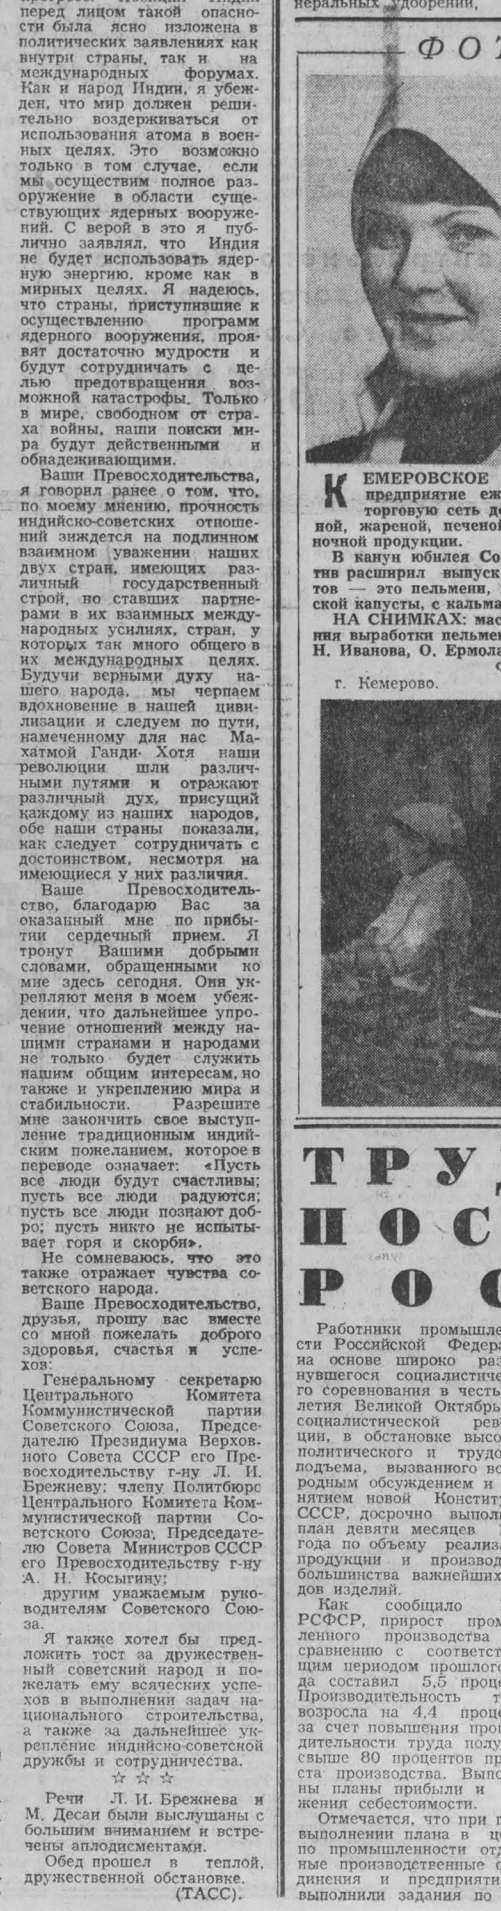 перед лицом такой опасно-
сти была ясно изложена в
политических заявлениях как
внутри страны, так и на
международных форумах.
Как и народ Индии, я убеж-
ден, что мир должен реши-
тельно воздерживаться от
использования атома в воен-
ных целях. Это возможно
только в том случае, если
мы осуществим полное раз-
оружение в области суще-
ствующих ядерных вооруже-
ний. С верой в это я пуб-
лично заявлял, что Индия
не будет использовать ядер-
ную энергию, кроме как в
мирных целях. Я надеюсь,
что страны, приступившие к
осуществлению программ
ядерного вооружения, проя-
вят достаточно мудрости и
будут сотрудничать с це-
лью предотвращения воз-
можной катастрофы. Только
в мире, свободном от стра-
ха войны, наши поиски ми-
ра будут действенными и
обнадеживающими.
Ваши Превосходительства,
я говорил ранее о том, что,
по моему мнению, прочность
индийско-советских отноше-
ний зиждется на подлинном
взаимном уважении наших
двух стран, имеющих раз-
личный государственный
строй, но ставших партне-
рами в их взаимных между-
народных усилиях, стран, у
которых так много общего в
их международных целях.
Будучи верными духу на-
шего народа, мы черпаем
вдохновение в нашей циви-
лизации и следуем по пути,
намеченному для нас Ма-
хатмой Ганди. Хотя наши
революции шли различ-
ными путями и отражают
различный дух, присущий
каждому из наших народов,
обе наши страны показали,
как следует сотрудничать с
достоинством, несмотря на
имеющиеся у них различия.
Ваше Превосходитель-
ство, благодарю Вас за
оказанный мне по прибы-
тии сердечный прием. Я
тронут Вашими добрыми
словами, обращенными ко
мне здесь сегодня. Они ук-
репляют меня в моем убеж-
дении, что дальнейшее упро-
чение отношений между на-
шими странами и народами
не только будет служить
нашим общим интересам, но
также и укреплению мира и
стабильности. Разрешите
мне закончить свое выступ-
ление традиционным индий-
ским пожеланием, которое в
переводе означает: «Пусть
все люди будут счастливы;
пусть все люди радуются;
пусть все люди познают доб-
ро; пусть никто не испыты-
вает горя и скорби».
Не сомневаюсь, что это
также отражает чувства со-
ветского народа.
Ваше Превосходительство,
друзья, прошу вас вместе
со мной пожелать доброго
здоровья, счастья и успе-
хов:
Генеральному секретарю
Центрального Комитета
Коммунистической партии
Советского Союза, Предсе-
дателю Президиума Верхов-
ного Совета СССР его Пре-
восходительству г-ну Л. И.
Брежневу; члену Политбюро
Центрального Комитета Ком-
мунистической партии Со-
ветского Союза, Председате-
лю Совета Министров СССР
его Превосходительству г-ну
А. Н. Косыгину;
другим уважаемым руко-
водителям Советского Сою-
за.
Я также хотел бы пред-
ложить тост за дружествен-
ный советский народ и по-
желать ему всяческих успе-
хов в выполнении задач на-
ционального строительства,
а также за дальнейшее ук-
репление индийско-советской
дружбы и сотрудничества.
☆ ☆ ☆
Речи Л. И. Брежнева и
М. Десаи были выслушаны с
большим вниманием и встре-
чены аплодисментами.
Обед прошел в теплой,
дружественной обстановке.
(ТАСС).
неральных удобрений,
ФОТ
КЕМЕРОВСКОЕ
предприятие еж
торговую сеть д
ной, жареной, печеной
ночной продукции.
В канун юбилея Со
тив расширил выпуск
тов — это пельмени,
ской капусты, с кальма
НА СНИМКАХ: мас
ния выработки пельме
Н. Иванова, О. Ермола
г. Кемерово.
ТРУД
ПОС
РОС
Работники промышле
сти Российской Федера
на основе широко раз
нувшегося социалистиче
го соревнования в честь
летия Великой Октябрь
социалистической рев
ции, в обстановке высо
политического и трудо
подъема, вызванного вс
родным обсуждением и
нятием новой Констит
СССР, досрочно выпол
план девяти месяцев
года по объему реализ
продукции и производ
большинства важнейших
дов изделий.
Как сообщило
РСФСР, прирост пром
ленного производства
сравнению с соответст
щим периодом прошлог
да составил 5,5 проце
Производительность т
возросла на 4,4 проце
за счет повышения прои
дительности труда полу
свыше 80 процентов пр
ста производства. Выпо
ны планы прибыли и
жения себестоимости.
Отмечается, что при п
выполнении плана в ц
по промышленности отд
ные производственные о
динения и предприяти
выполнили задания по